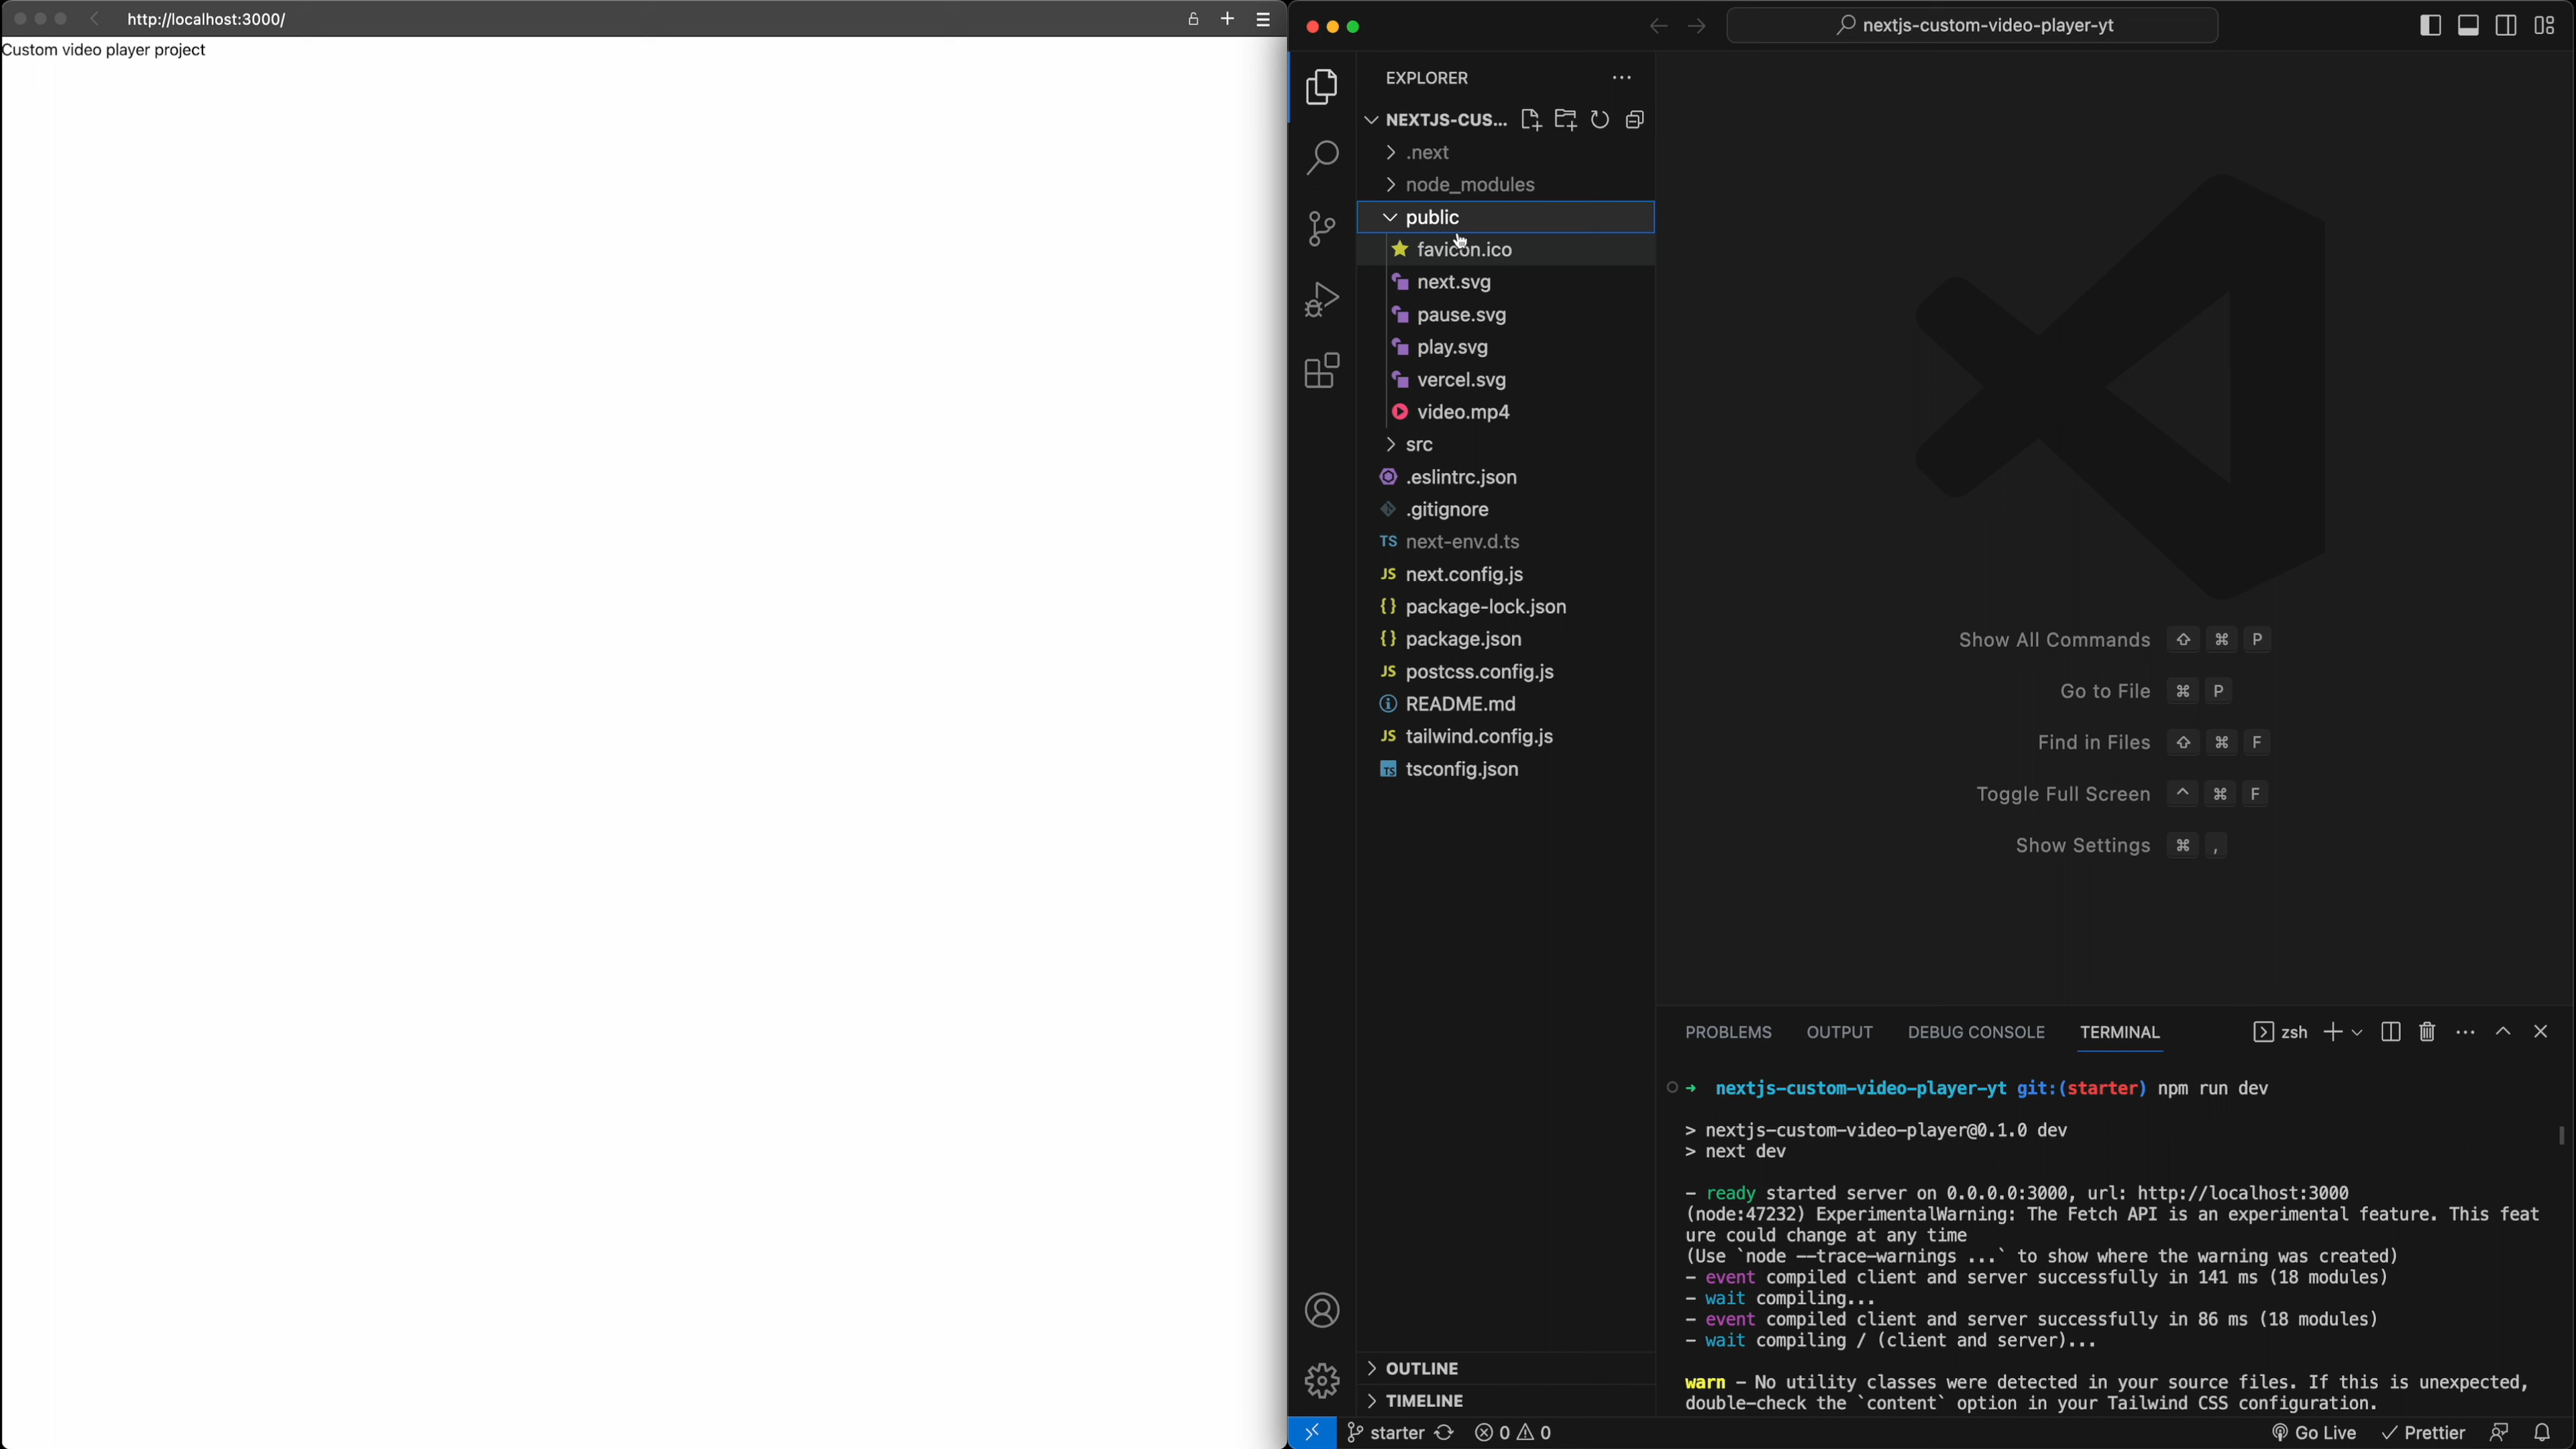 http://localhost:3000/
Custom video player project
nextjs-custom-video-player-yt
EXPLORER
NEXTJS-CUS...
.next
node_modules
public
favicon.ico
next.svg
pause.svg
play.svg
vercel.svg
video.mp4
src
.eslintrc.json
.gitignore
TS next-env.d.ts
JS next.config.js
{} package-lock.json
{} package.json
JS postcss.config.js
README.md
JS tailwind.config.js
TS tsconfig.json
OUTLINE
TIMELINE
Show All Commands ⇧ ⌘ P
Go to File ⌘ P
Find in Files ⇧ ⌘ F
Toggle Full Screen ^ ⌘ F
Show Settings ⌘ ,
PROBLEMS OUTPUT DEBUG CONSOLE TERMINAL zsh
→ nextjs-custom-video-player-yt git:(starter) npm run dev
> nextjs-custom-video-player@0.1.0 dev
> next dev
- ready started server on 0.0.0.0:3000, url: http://localhost:3000
(node:47232) ExperimentalWarning: The Fetch API is an experimental feature. This feat
ure could change at any time
(Use `node --trace-warnings ...` to show where the warning was created)
- event compiled client and server successfully in 141 ms (18 modules)
- wait compiling...
- event compiled client and server successfully in 86 ms (18 modules)
- wait compiling / (client and server)...
warn - No utility classes were detected in your source files. If this is unexpected,
double-check the `content` option in your Tailwind CSS configuration.
starter 0 0 Go Live Prettier